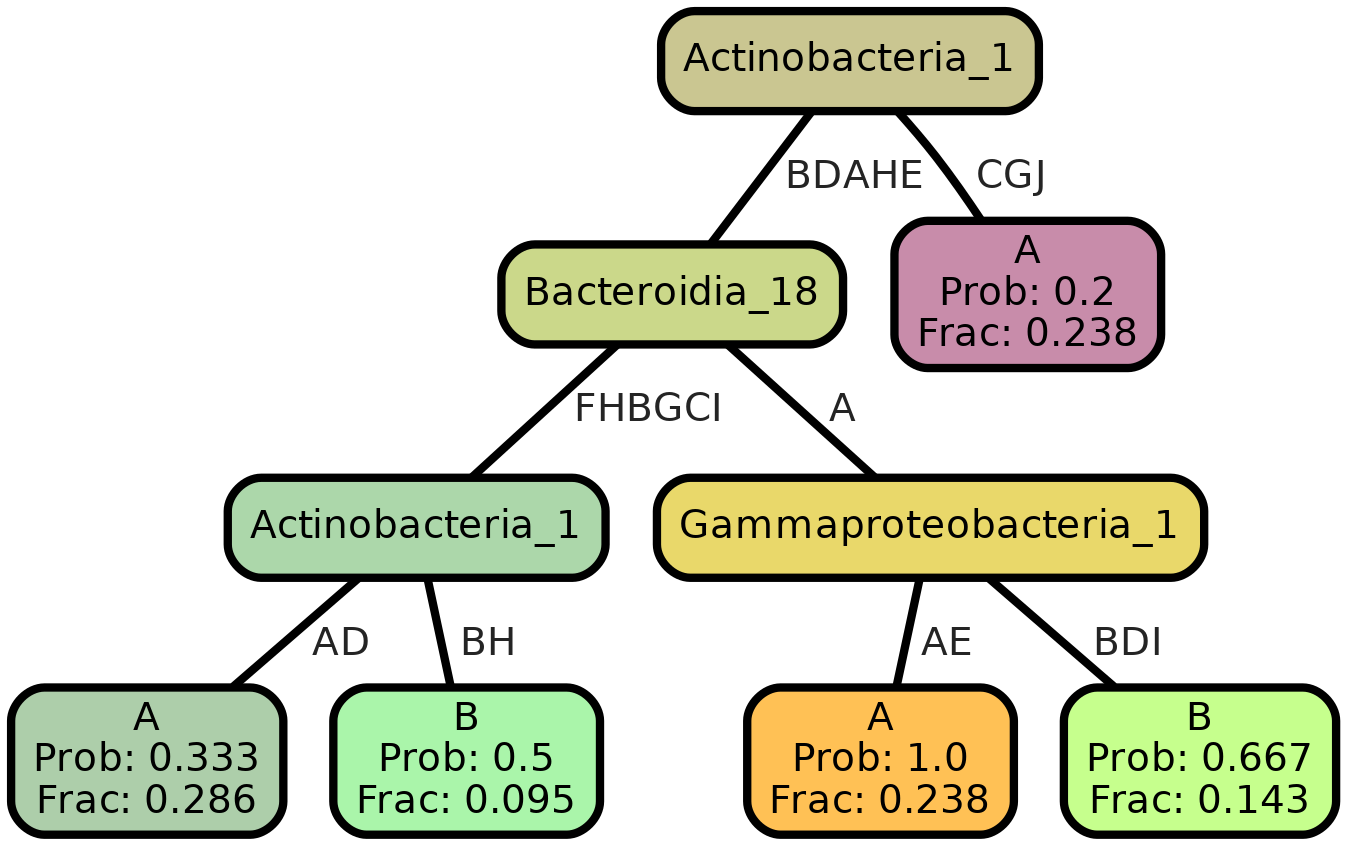 Actinobacteria_1
BDAHE
CGJ
Bacteroidia_18
A
Prob: 0.2
Frac: 0.238
FHBGCI
A
Actinobacteria_1
Gammaproteobacteria_1
AD
BH
AE
BDI
A
Prob: 0.333
Frac: 0.286
B
Prob: 0.5
Frac: 0.095
A
Prob: 1.0
Frac: 0.238
B
Prob: 0.667
Frac: 0.143